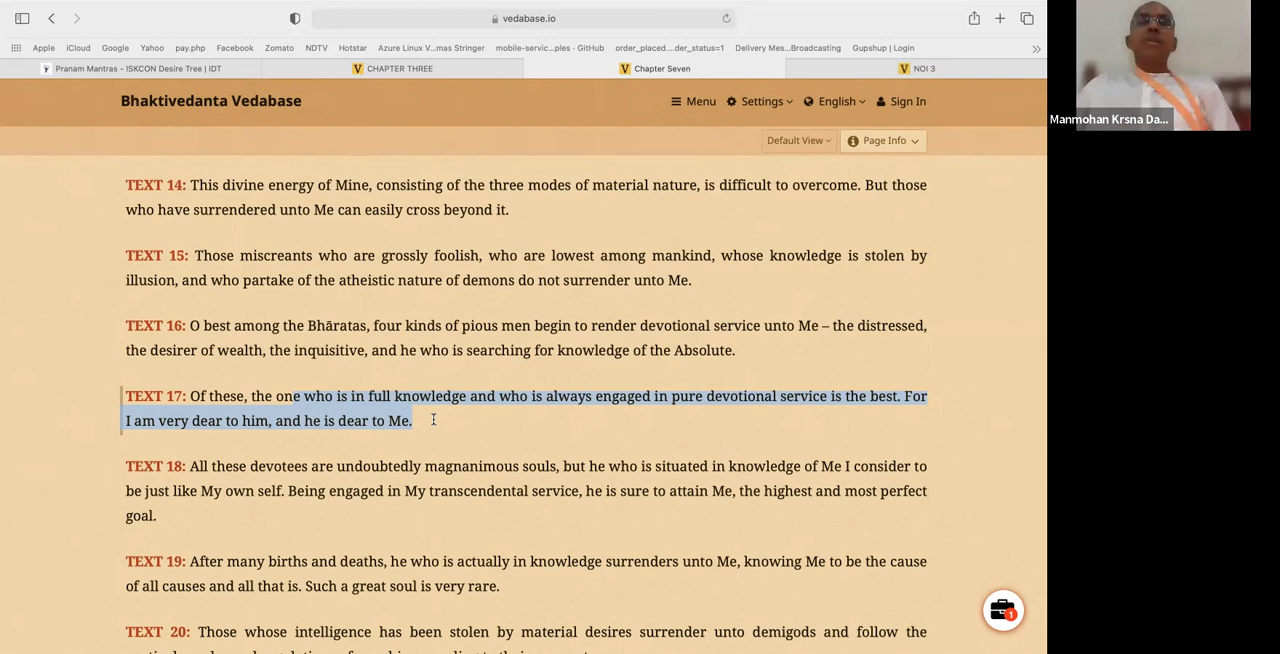 vedabase.io
Apple iCloud Google Yahoo pay.php Facebook Zomato NDTV Hotstar Azure Linux V...mas Stringer mobile-servic...ples · GitHub order_placed....der_status=1 Delivery Mes...Broadcasting Gupshup | Login
Pranam Mantras - ISKCON Desire Tree | IDT CHAPTER THREE Chapter Seven NOI 3
Bhaktivedanta Vedabase Menu Settings English Sign In
Default View Page Info
Manmohan Krsna Da...
TEXT 14: This divine energy of Mine, consisting of the three modes of material nature, is difficult to overcome. But those
who have surrendered unto Me can easily cross beyond it.
TEXT 15: Those miscreants who are grossly foolish, who are lowest among mankind, whose knowledge is stolen by
illusion, and who partake of the atheistic nature of demons do not surrender unto Me.
TEXT 16: O best among the Bhāratas, four kinds of pious men begin to render devotional service unto Me – the distressed,
the desirer of wealth, the inquisitive, and he who is searching for knowledge of the Absolute.
TEXT 17: Of these, the one who is in full knowledge and who is always engaged in pure devotional service is the best. For
I am very dear to him, and he is dear to Me.
TEXT 18: All these devotees are undoubtedly magnanimous souls, but he who is situated in knowledge of Me I consider to
be just like My own self. Being engaged in My transcendental service, he is sure to attain Me, the highest and most perfect
goal.
TEXT 19: After many births and deaths, he who is actually in knowledge surrenders unto Me, knowing Me to be the cause
of all causes and all that is. Such a great soul is very rare.
1
TEXT 20: Those whose intelligence has been stolen by material desires surrender unto demigods and follow the